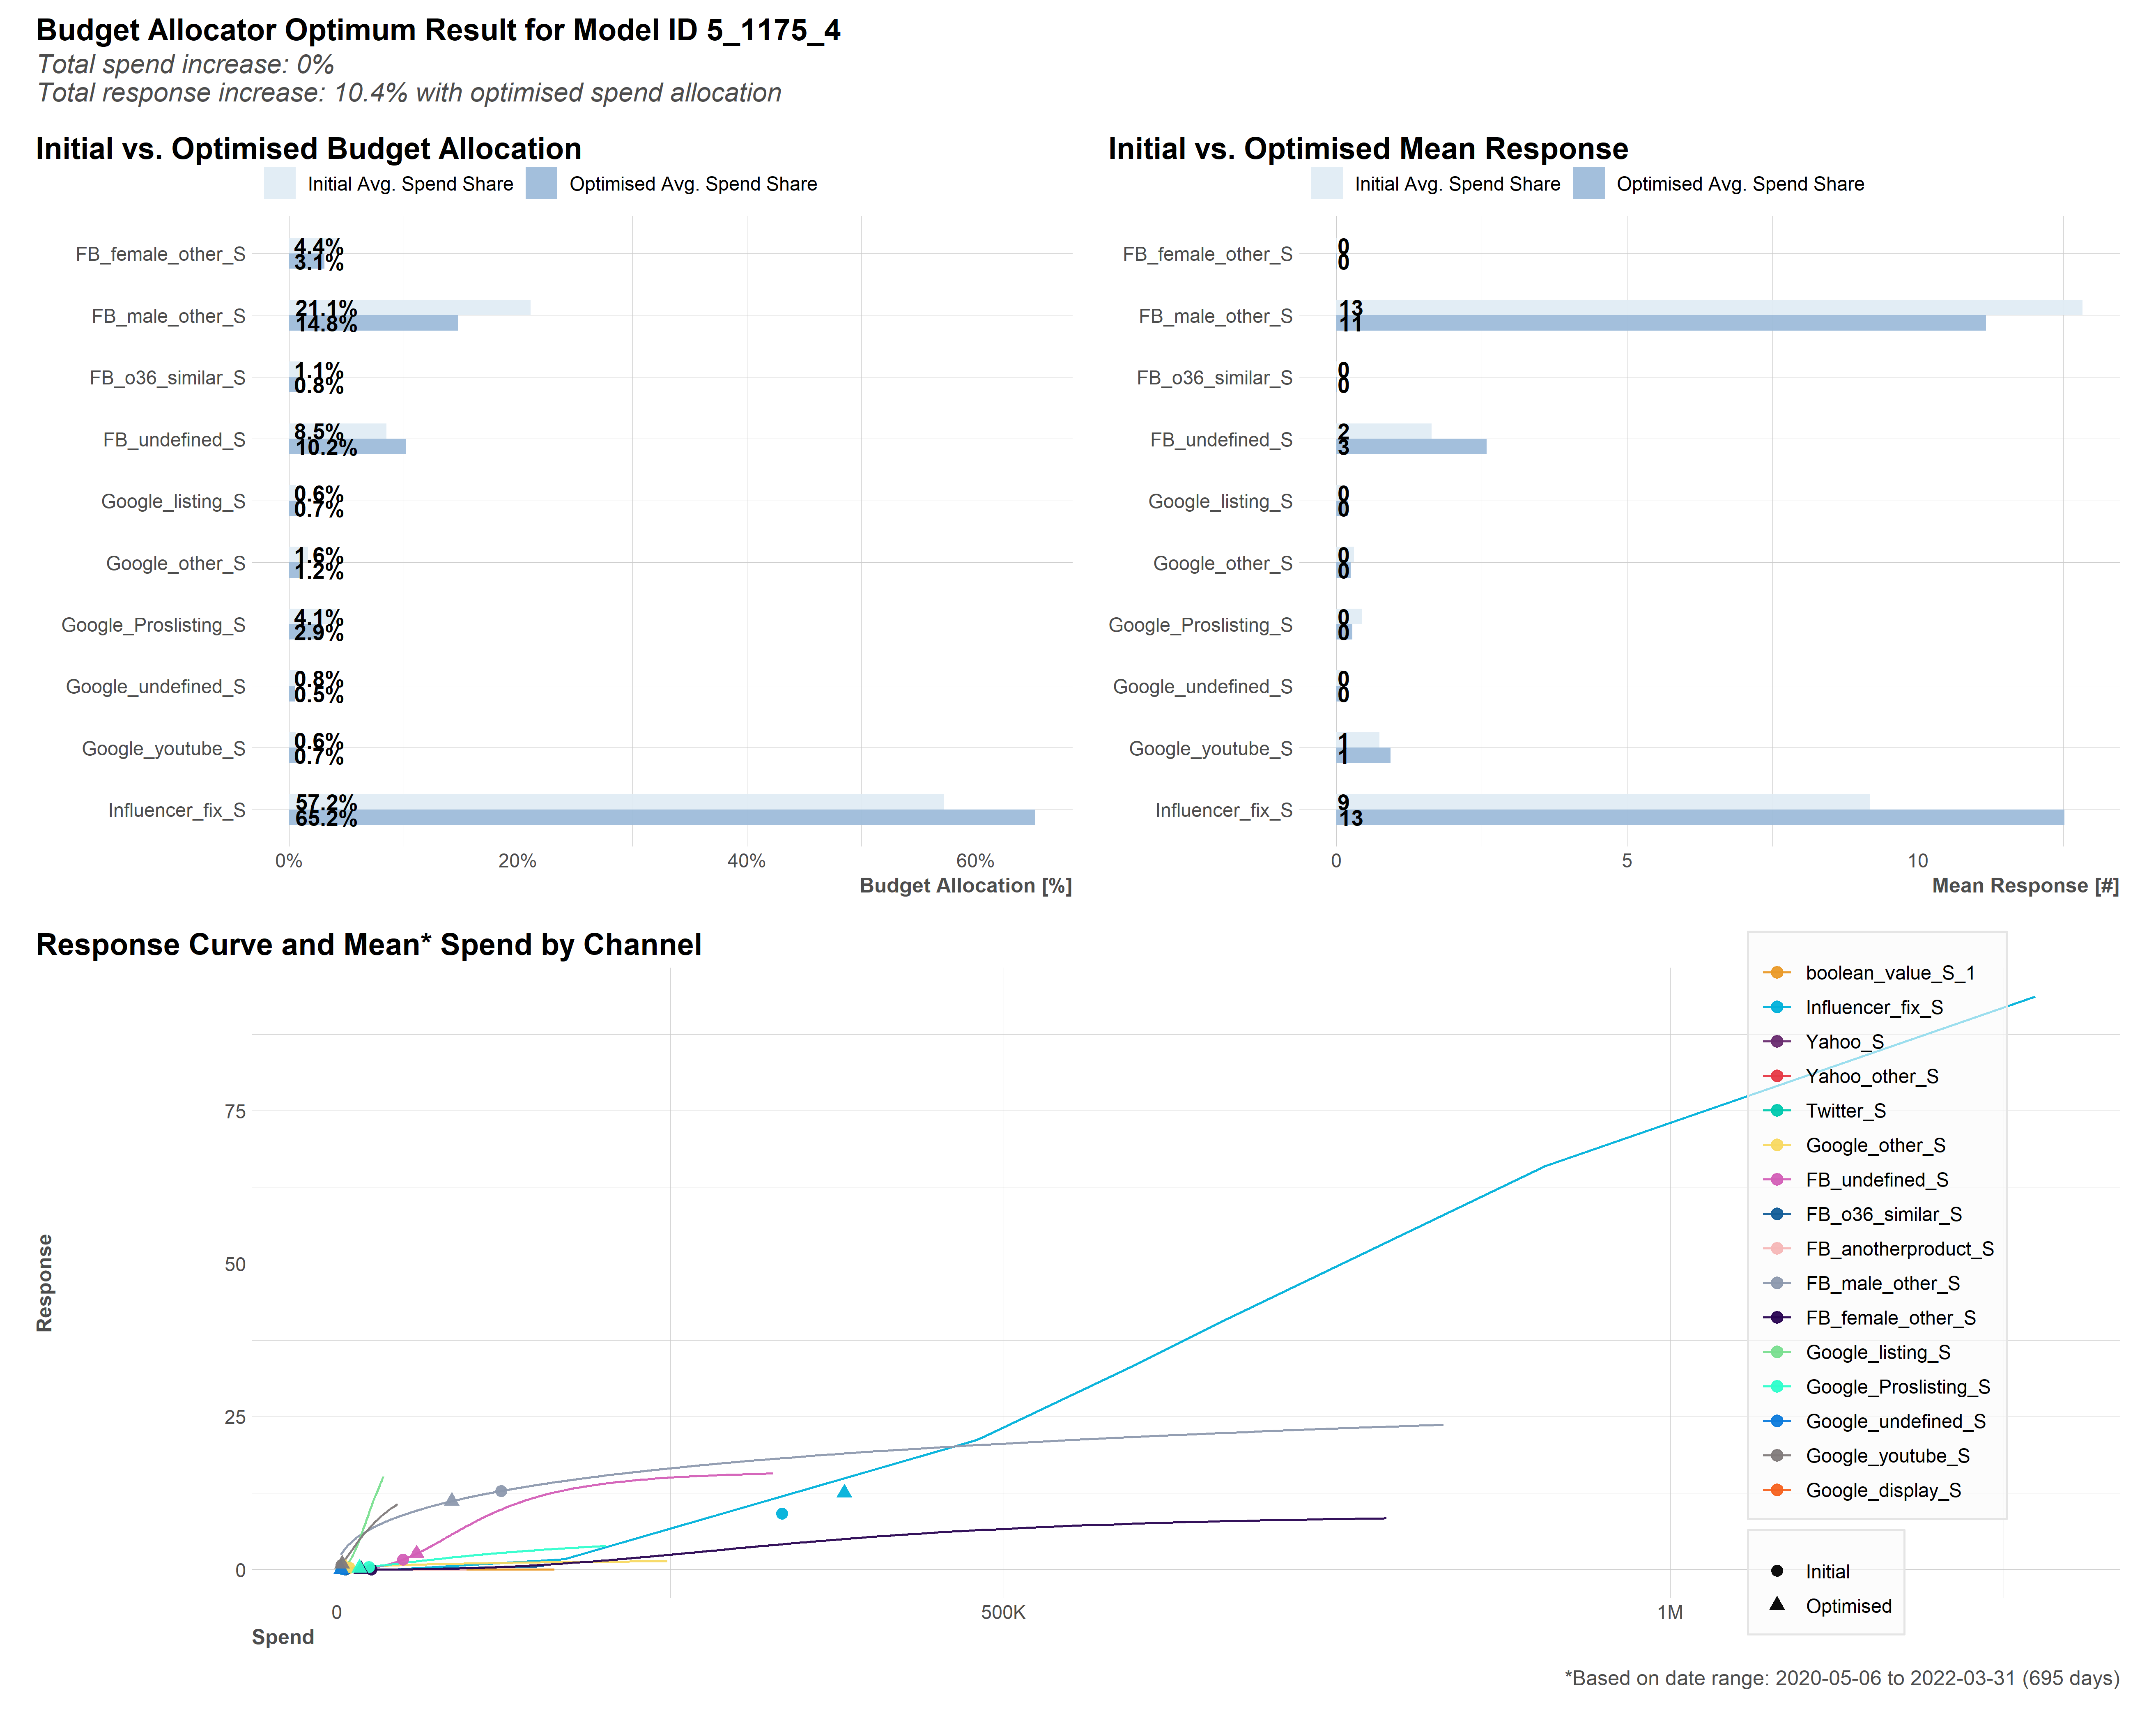 Budget Allocator Optimum Result for Model ID 5_1175_4
Total spend increase: 0%
Total response increase: 10.4% with optimised spend allocation
Initial vs. Optimised Budget Allocation
Initial Avg. Spend Share
Optimised Avg. Spend Share
FB_female_other_S
4.4%
3.1%
FB_male_other_S
21.1%
14.8%
FB_o36_similar_S
1.1%
0.8%
FB_undefined_S
8.5%
10.2%
Google_listing_S
0.6%
0.7%
Google_other_S
1.6%
1.2%
Google_Proslisting_S
4.1%
2.9%
Google_undefined_S
0.8%
0.5%
Google_youtube_S
0.6%
0.7%
Influencer_fix_S
57.2%
65.2%
0%
20%
40%
60%
Budget Allocation [%]
Initial vs. Optimised Mean Response
Initial Avg. Spend Share
Optimised Avg. Spend Share
FB_female_other_S
0
0
FB_male_other_S
13
11
FB_o36_similar_S
0
0
FB_undefined_S
2
3
Google_listing_S
0
0
Google_other_S
0
0
Google_Proslisting_S
0
0
Google_undefined_S
0
0
Google_youtube_S
1
1
Influencer_fix_S
9
13
0
5
10
Mean Response [#]
Response Curve and Mean* Spend by Channel
Response
75
50
25
0
0
500K
1M
Spend
boolean_value_S_1
Influencer_fix_S
Yahoo_S
Yahoo_other_S
Twitter_S
Google_other_S
FB_undefined_S
FB_o36_similar_S
FB_anotherproduct_S
FB_male_other_S
FB_female_other_S
Google_listing_S
Google_Proslisting_S
Google_undefined_S
Google_youtube_S
Google_display_S
Initial
Optimised
*Based on date range: 2020-05-06 to 2022-03-31 (695 days)